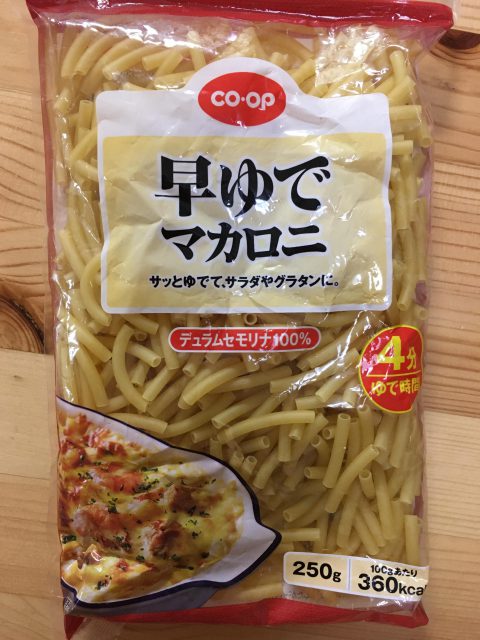 CO·OP
早ゆで
マカロニ
サッとゆでて、サラダやグラタンに。
デュラムセモリナ100%
4分
ゆで時間
250g
100gあたり
360kcal